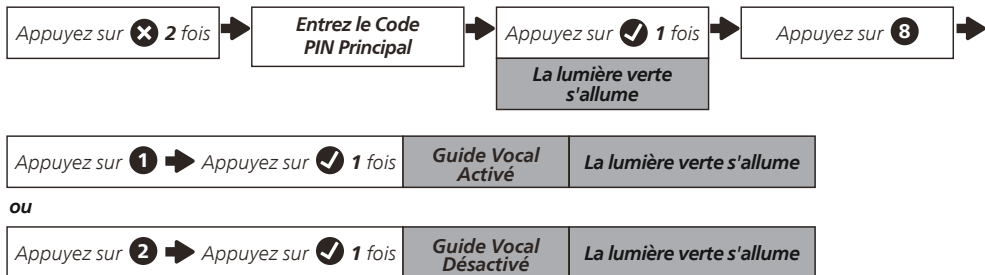 Appuyez sur ✖ 2 fois
Entrez le Code
PIN Principal
Appuyez sur ✔ 1 fois
La lumière verte
s'allume
Appuyez sur 8
Appuyez sur 1 ➡ Appuyez sur ✔ 1 fois
Guide Vocal
Activé
La lumière verte s'allume
ou
Appuyez sur 2 ➡ Appuyez sur ✔ 1 fois
Guide Vocal
Désactivé
La lumière verte s'allume